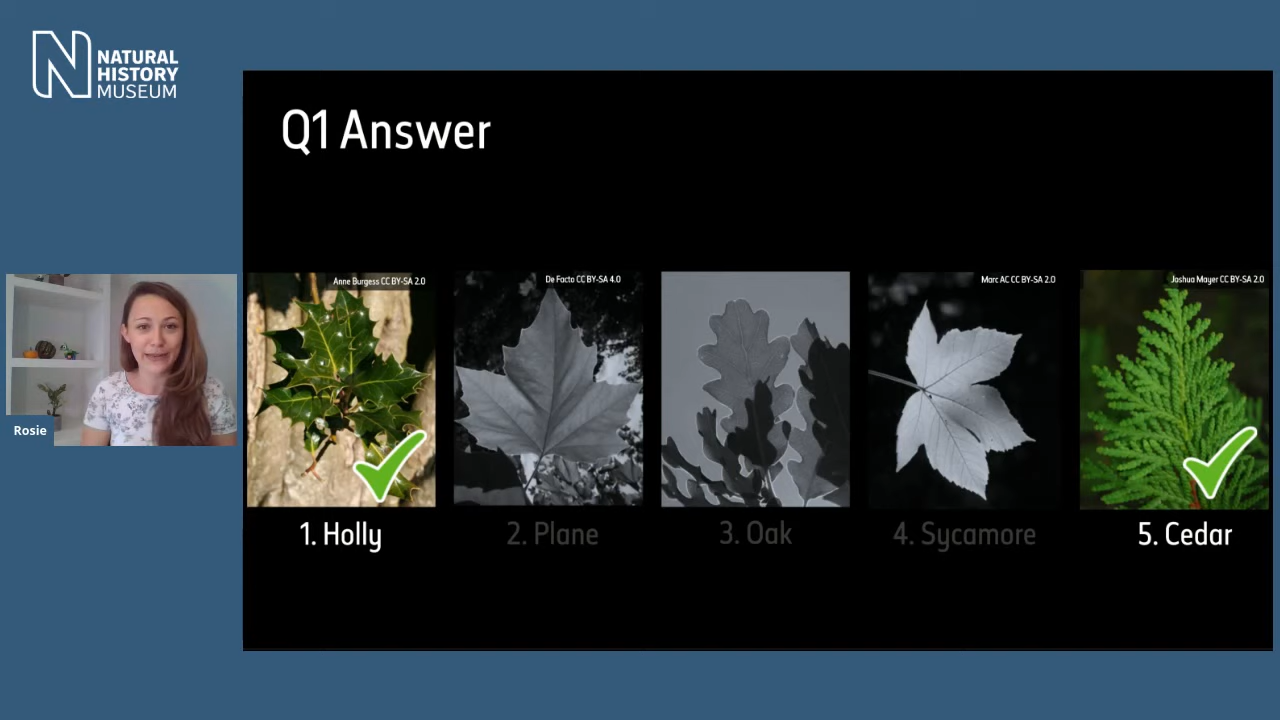 NATURAL
HISTORY
MUSEUM
Q1 Answer
Anne Burgess CC BY-SA 2.0
De Facto CC BY-SA 4.0
Marc AC CC BY-SA 2.0
Joshua Mayer CC BY-SA 2.0
Rosie
1. Holly
2. Plane
3. Oak
4. Sycamore
5. Cedar